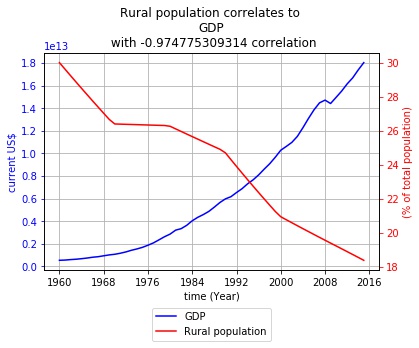 Rural population correlates to
GDP
with -0.974775309314 correlation
1e13
1.8
1.6
1.4
1.2
1.0
0.8
0.6
0.4
0.2
0.0
current US$
30
28
26
24
22
20
18
(% of total population)
1960 1968 1976 1984 1992 2000 2008 2016
time (Year)
GDP
Rural population